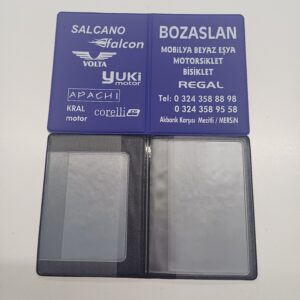 SALCANO
falcon
VOLTA
YUKI
motor
APACHI
KRAL
motor
corelli
BOZASLAN
MOBİLYA BEYAZ EŞYA
MOTORSİKLET
BİSİKLET
REGAL
Tel: 0 324 358 88 98
0 324 358 95 58
Akbank Karşısı Mezitli / MERSİN